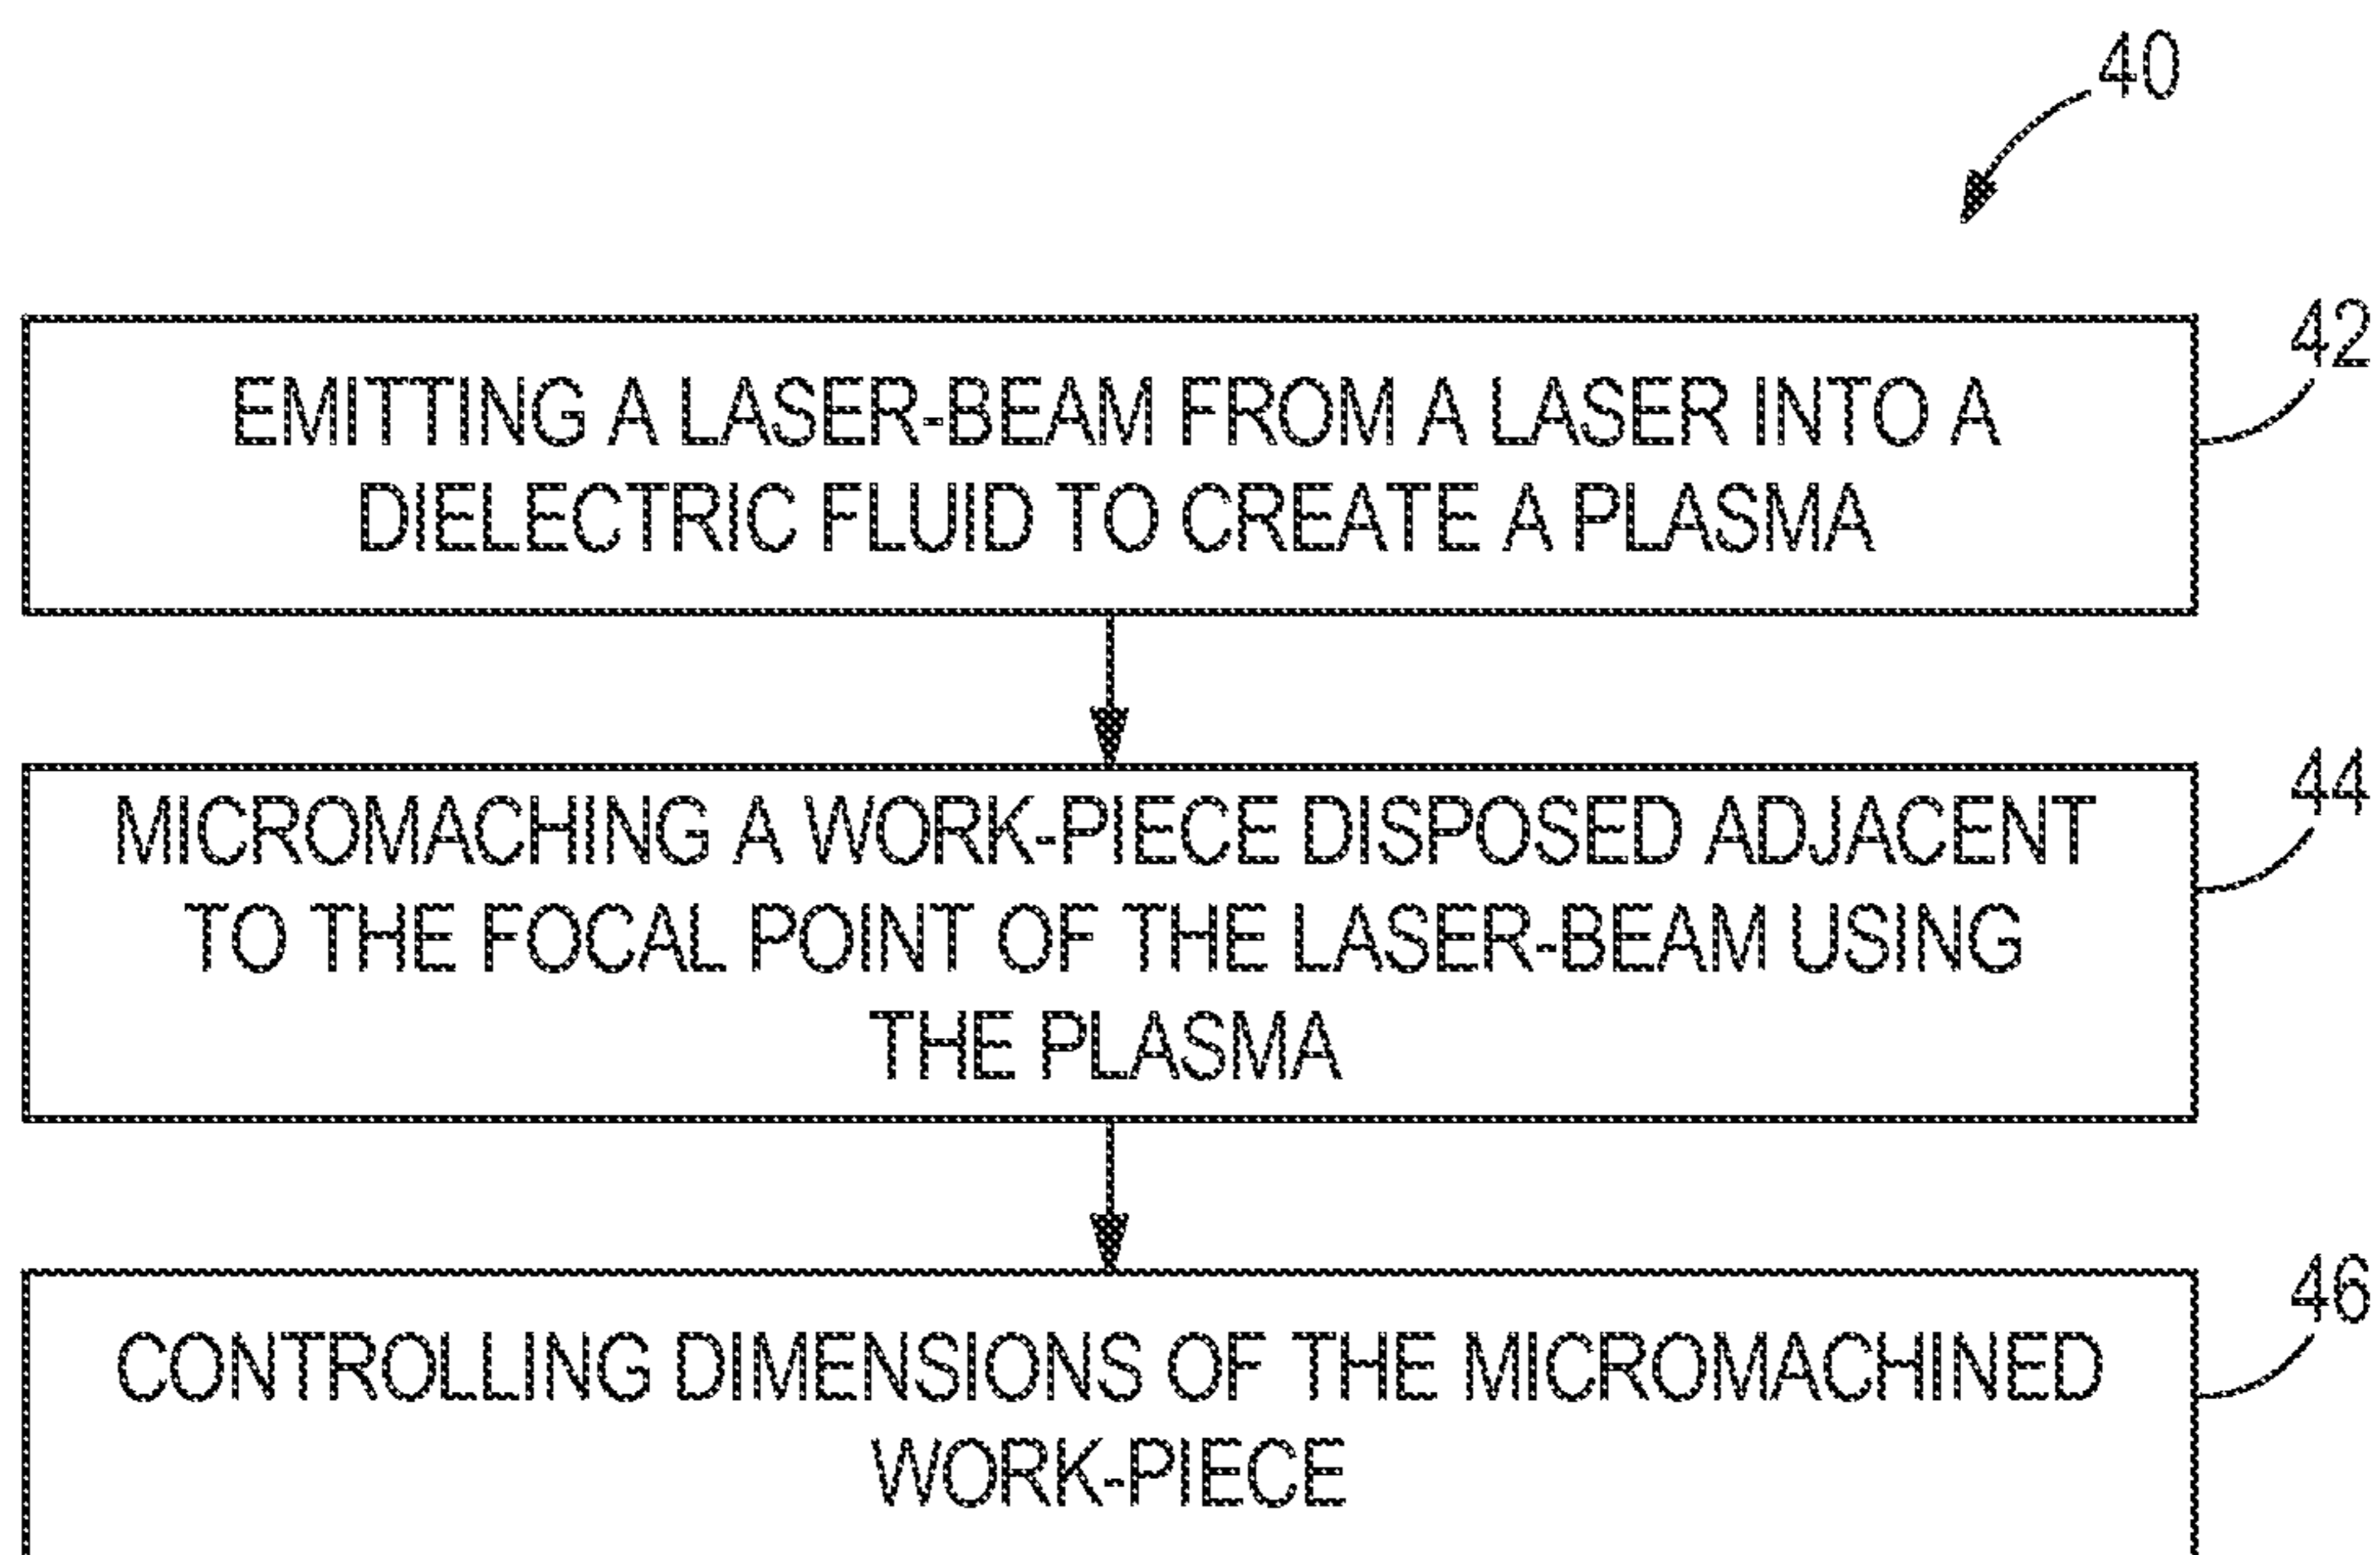 40
42
EMITTING A LASER-BEAM FROM A LASER INTO A
DIELECTRIC FLUID TO CREATE A PLASMA
44
MICROMACHING A WORK-PIECE DISPOSED ADJACENT
TO THE FOCAL POINT OF THE LASER-BEAM USING
THE PLASMA
46
CONTROLLING DIMENSIONS OF THE MICROMACHINED
WORK-PIECE